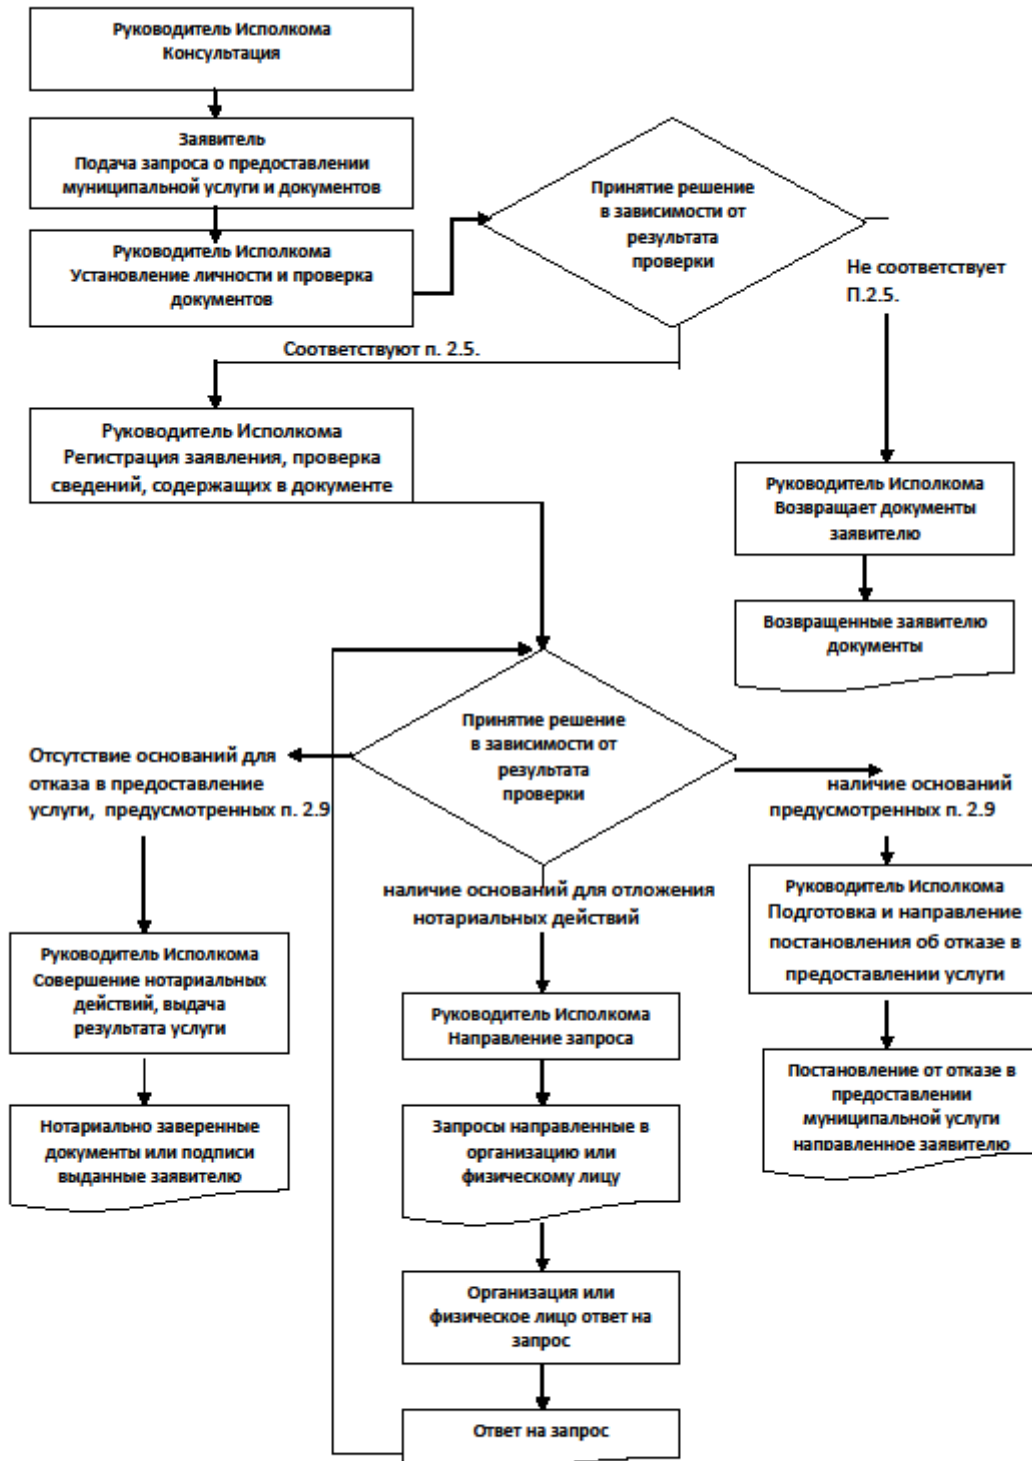 Руководитель Исполкома
Консультация
Заявитель
Подача запроса о предоставлении
муниципальной услуги и документов
Руководитель Исполкома
Установление личности и проверка
документов
Принятие решение
в зависимости от
результата
проверки
Не соответствует
П.2.5.
Соответствуют п. 2.5.
Руководитель Исполкома
Регистрация заявления, проверка
сведений, содержащих в документе
Руководитель Исполкома
Возвращает документы
заявителю
Возвращенные заявителю
документы
Принятие решение
в зависимости от
результата
проверки
Отсутствие оснований для
отказа в предоставление
услуги, предусмотренных п. 2.9
наличие оснований
предусмотренных п. 2.9
наличие оснований для отложения
нотариальных действий
Руководитель Исполкома
Подготовка и направление
постановления об отказе в
предоставлении услуги
Руководитель Исполкома
Совершение нотариальных
действий, выдача
результата услуги
Руководитель Исполкома
Направление запроса
Постановление от отказе в
предоставлении
муниципальной услуги
направленное заявителю
Нотариально заверенные
документы или подписи
выданные заявителю
Запросы направленные в
организацию или
физическому лицу
Организация или
физическое лицо ответ на
запрос
Ответ на запрос